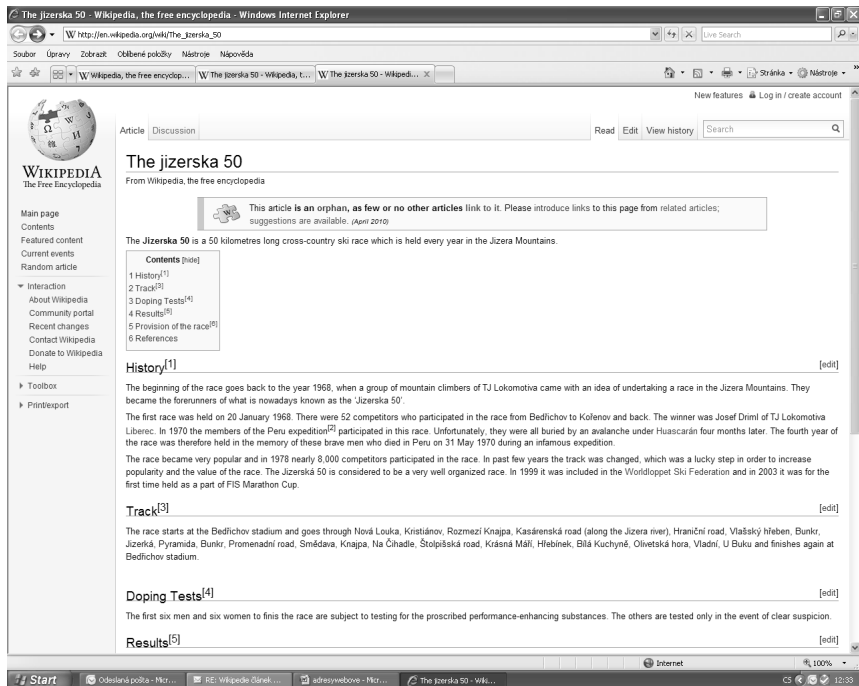 The jizerska 50 - Wikipedia, the free encyclopedia - Windows Internet Explorer
http://en.wikipedia.org/wiki/The_jizerska_50
Live Search
Soubor Úpravy Zobrazit Oblíbené položky Nástroje Nápověda
Wikipedia, the free encyclop... The jizerska 50 - Wikipedia, t... The jizerska 50 - Wikipedi... X
Stránka Nástroje
New features Log in / create account
Article Discussion Read Edit View history Search
WIKIPEDIA
The Free Encyclopedia
Main page
Contents
Featured content
Current events
Random article
Interaction
About Wikipedia
Community portal
Recent changes
Contact Wikipedia
Donate to Wikipedia
Help
Toolbox
Print/export
The jizerska 50
From Wikipedia, the free encyclopedia
This article is an orphan, as few or no other articles link to it. Please introduce links to this page from related articles;
suggestions are available. (April 2010)
The Jizerska 50 is a 50 kilometres long cross-country ski race which is held every year in the Jizera Mountains.
Contents [hide]
1 History[1]
2 Track[3]
3 Doping Tests[4]
4 Results[5]
5 Provision of the race[6]
6 References
History[1] [edit]
The beginning of the race goes back to the year 1968, when a group of mountain climbers of TJ Lokomotiva came with an idea of undertaking a race in the Jizera Mountains. They
became the forerunners of what is nowadays known as the 'Jizerska 50'.
The first race was held on 20 January 1968. There were 52 competitors who participated in the race from Bedřichov to Kořenov and back. The winner was Josef Driml of TJ Lokomotiva
Liberec. In 1970 the members of the Peru expedition[2] participated in this race. Unfortunately, they were all buried by an avalanche under Huascarán four months later. The fourth year of
the race was therefore held in the memory of these brave men who died in Peru on 31 May 1970 during an infamous expedition.
The race became very popular and in 1978 nearly 8,000 competitors participated in the race. In past few years the track was changed, which was a lucky step in order to increase
popularity and the value of the race. The Jizerská 50 is considered to be a very well organized race. In 1999 it was included in the Worldloppet Ski Federation and in 2003 it was for the
first time held as a part of FIS Marathon Cup.
Track[3] [edit]
The race starts at the Bedřichov stadium and goes through Nová Louka, Kristiánov, Rozmezí Knajpa, Kasárenská road (along the Jizera river), Hraniční road, Vlašský hřeben, Bunkr,
Jizerká, Pyramida, Bunkr, Promenadní road, Smědava, Knajpa, Na Čihadle, Štolpišská road, Krásná Máří, Hřebínek, Bílá Kuchyně, Olivetská hora, Vladní, U Buku and finishes again at
Bedřichov stadium.
Doping Tests[4] [edit]
The first six men and six women to finis the race are subject to testing for the proscribed performance-enhancing substances. The others are tested only in the event of clear suspicion.
Results[5] [edit]
Internet 100%
Start Odeslaná pošta - Micr... RE: Wikipedie článek... adresywebove - Micr... The jizerska 50 - Wiki... CS 12:33